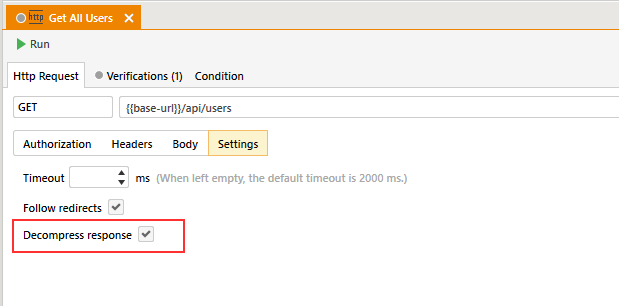 http Get All Users
Run
Http Request Verifications (1) Condition
GET {{base-url}}/api/users
Authorization Headers Body Settings
Timeout ms (When left empty, the default timeout is 2000 ms.)
Follow redirects
Decompress response